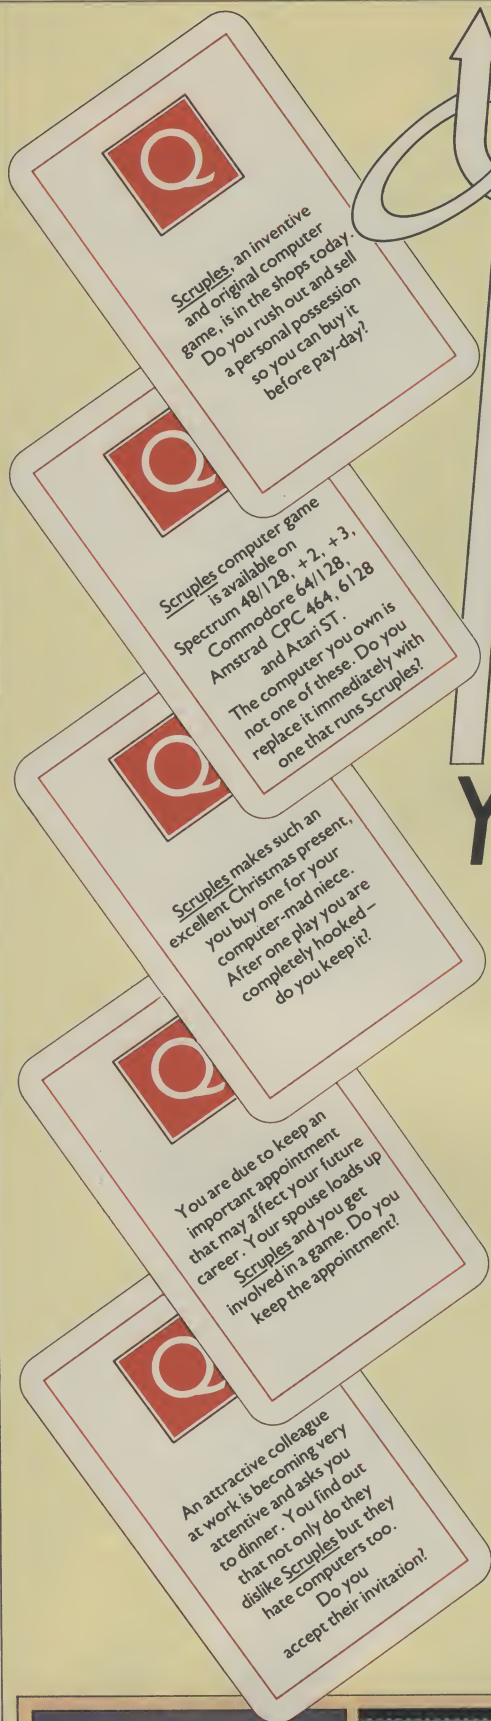 Q
Scruples, an inventive
and original computer
game, is in the shops today.
Do you rush out and sell
a personal possession
so you can buy it
before pay-day?
Q
Scruples computer game
is available on
Spectrum 48/128, +2, +3,
Commodore 64/128,
Amstrad CPC 464, 6128
and Atari ST.
The computer you own is
not one of these. Do you
replace it immediately with
one that runs Scruples?
Q
Scruples makes such an
excellent Christmas present,
you buy one for your
computer-mad niece.
After one play you are
completely hooked –
do you keep it?
Q
You are due to keep an
important appointment
that may affect your future
career. Your spouse loads up
Scruples and you get
involved in a game. Do you
keep the appointment?
Q
An attractive colleague
at work is becoming very
attentive and asks you
to dinner. You find out
that not only do they
dislike Scruples but they
hate computers too.
Do you
accept their invitation?
Y